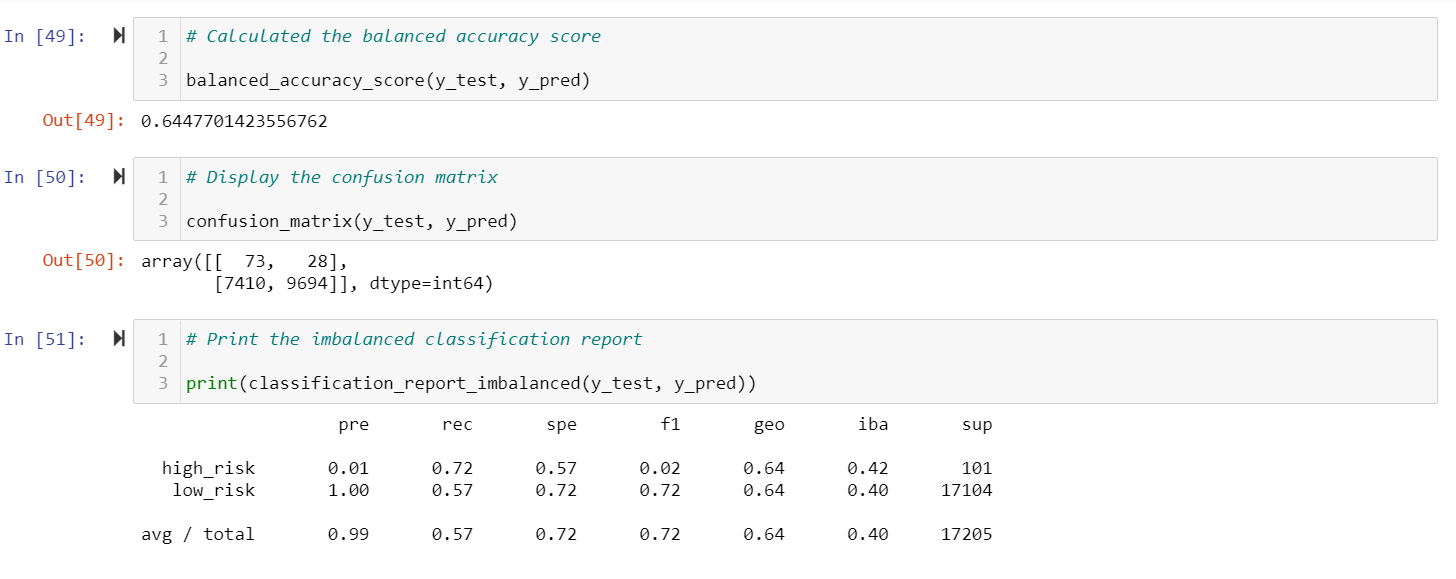 In [49]: 1 # Calculated the balanced accuracy score
2
3 balanced_accuracy_score(y_test, y_pred)
Out[49]: 0.6447701423556762
In [50]: 1 # Display the confusion matrix
2
3 confusion_matrix(y_test, y_pred)
Out[50]: array([[  73,   28],
       [7410, 9694]], dtype=int64)
In [51]: 1 # Print the imbalanced classification report
2
3 print(classification_report_imbalanced(y_test, y_pred))
pre rec spe f1 geo iba sup
high_risk 0.01 0.72 0.57 0.02 0.64 0.42 101
low_risk 1.00 0.57 0.72 0.72 0.64 0.40 17104
avg / total 0.99 0.57 0.72 0.72 0.64 0.40 17205